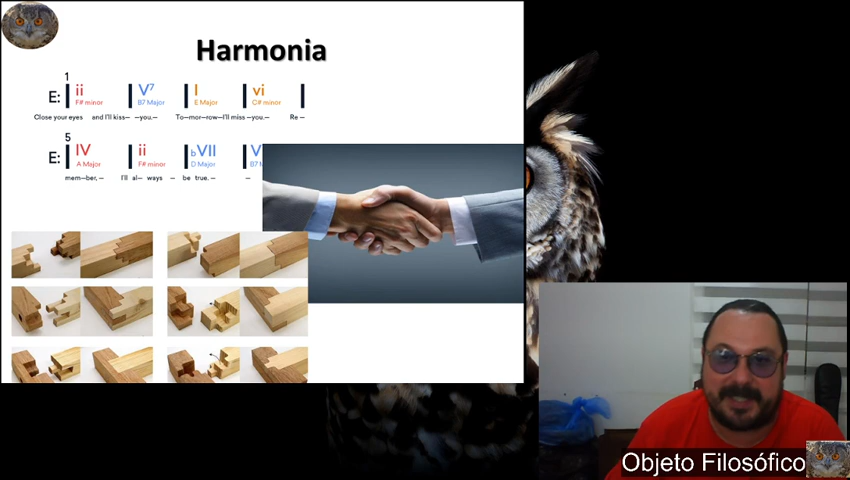 Harmonia
1
E: ii V7 I vi
F# minor B7 Major E Major C# minor
Close your eyes and I'll kiss— —you.— To—mor—row—I'll miss —you.— Re —
5
E: IV ii bVII V
A Major F# minor D Major B7 M
mem—ber, — I'll al— ways — be true. — —
Objeto Filosófico